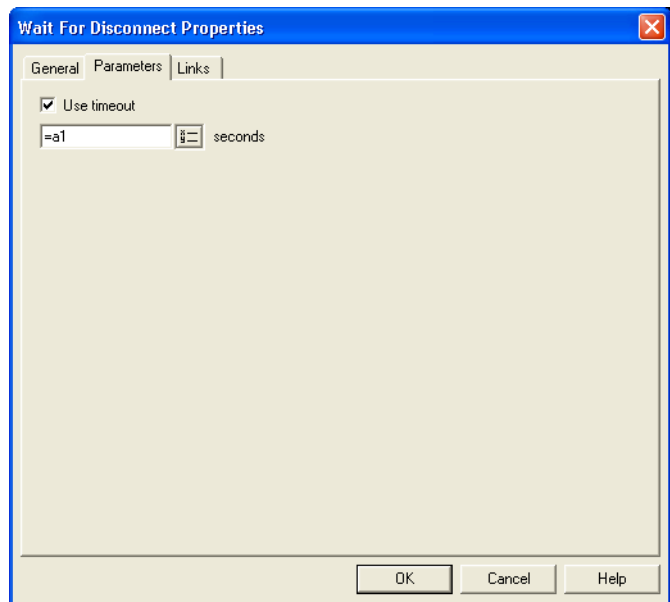 Wait For Disconnect Properties
General Parameters Links
Use timeout
=a1 seconds
OK Cancel Help